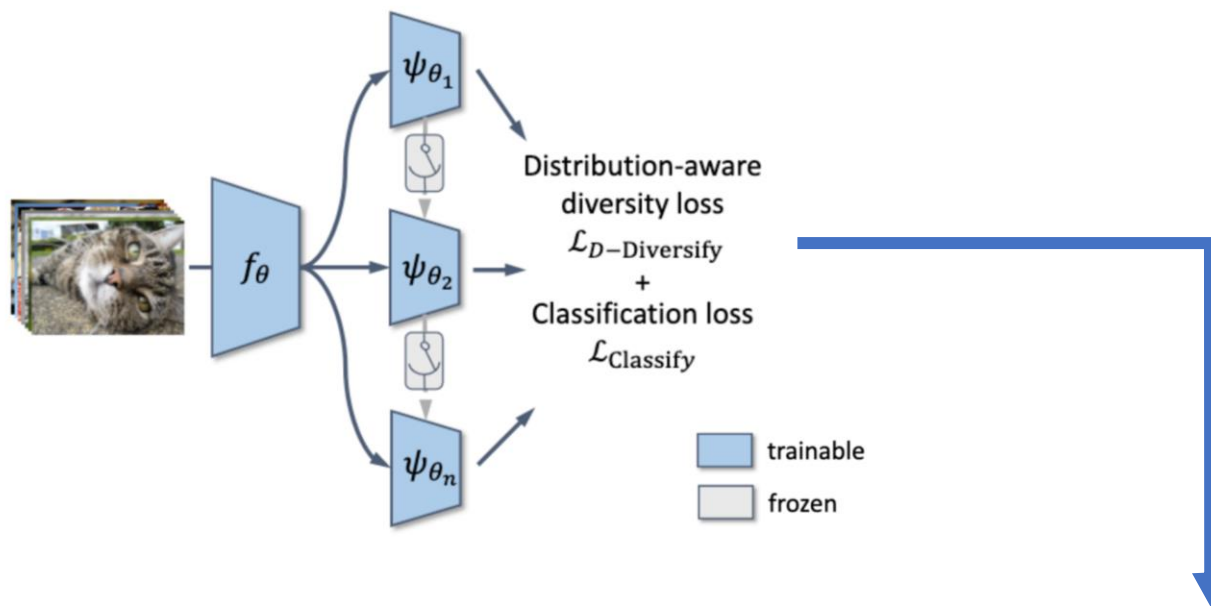 ψθ1
Distribution-aware
diversity loss
ℒD−Diversify
+
Classification loss
ℒClassify
fθ
ψθ2
ψθn
trainable
frozen